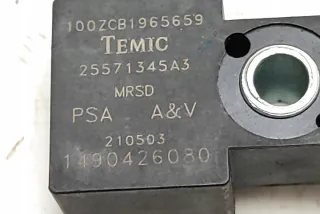 100ZCB1965659
TEMIC
25571345A3
MRSD
PSA A&V
210503
1490426080